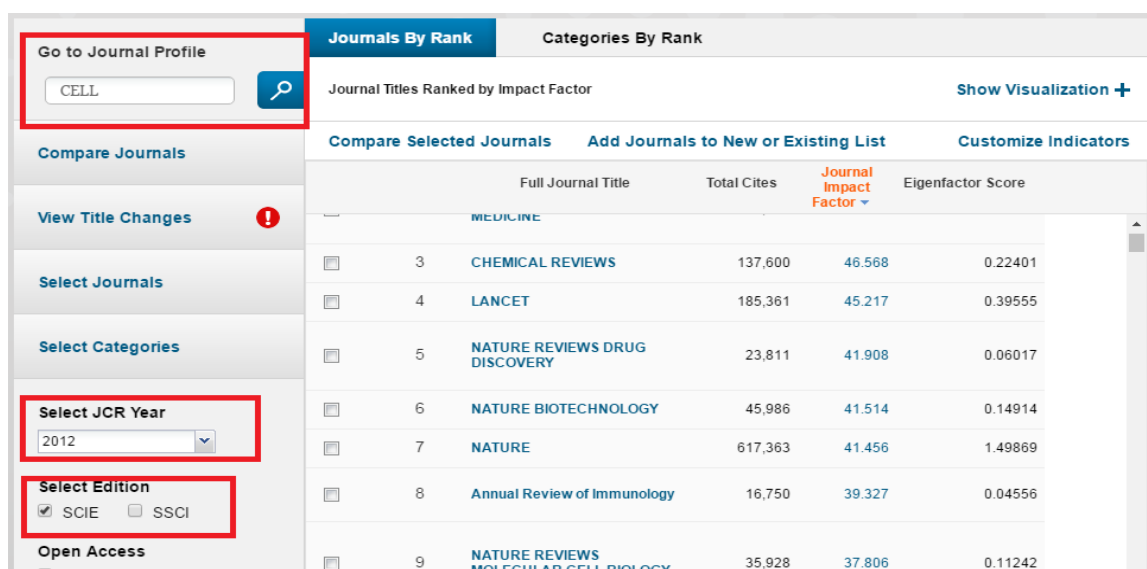 Go to Journal Profile
CELL
Compare Journals
View Title Changes
Select Journals
Select Categories
Select JCR Year
2012
Select Edition
SCIE SSCI
Open Access
Journals By Rank Categories By Rank
Journal Titles Ranked by Impact Factor Show Visualization +
Compare Selected Journals Add Journals to New or Existing List Customize Indicators
Full Journal Title Total Cites Journal Impact Factor Eigenfactor Score
MEDICINE
3 CHEMICAL REVIEWS 137,600 46.568 0.22401
4 LANCET 185,361 45.217 0.39555
5 NATURE REVIEWS DRUG DISCOVERY 23,811 41.908 0.06017
6 NATURE BIOTECHNOLOGY 45,986 41.514 0.14914
7 NATURE 617,363 41.456 1.49869
8 Annual Review of Immunology 16,750 39.327 0.04556
9 NATURE REVIEWS MOLECULAR CELL BIOLOGY 35,928 37.806 0.11242